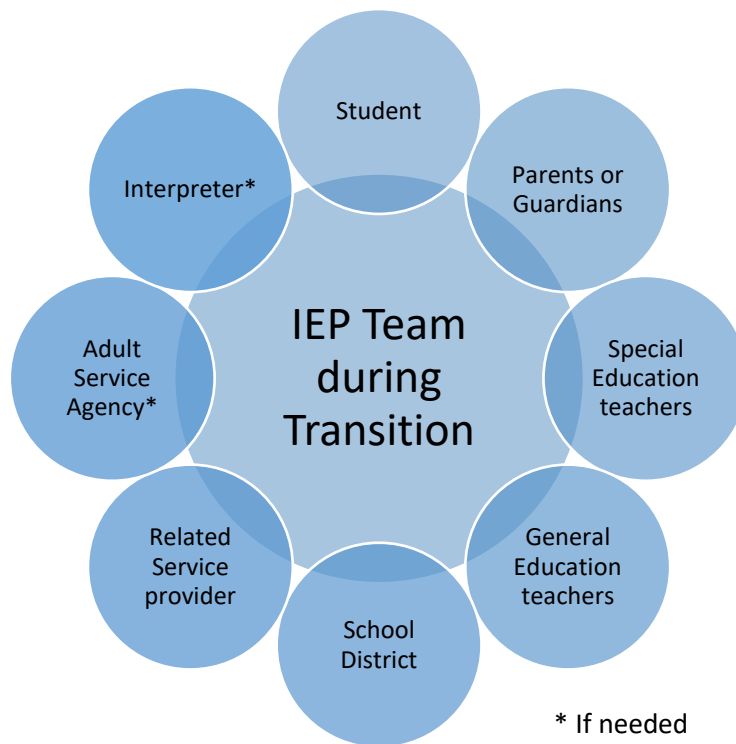 Student
Parents or
Guardians
Special
Education
teachers
General
Education
teachers
School
District
Related
Service
provider
Adult
Service
Agency*
Interpreter*
IEP Team
during
Transition
* If needed